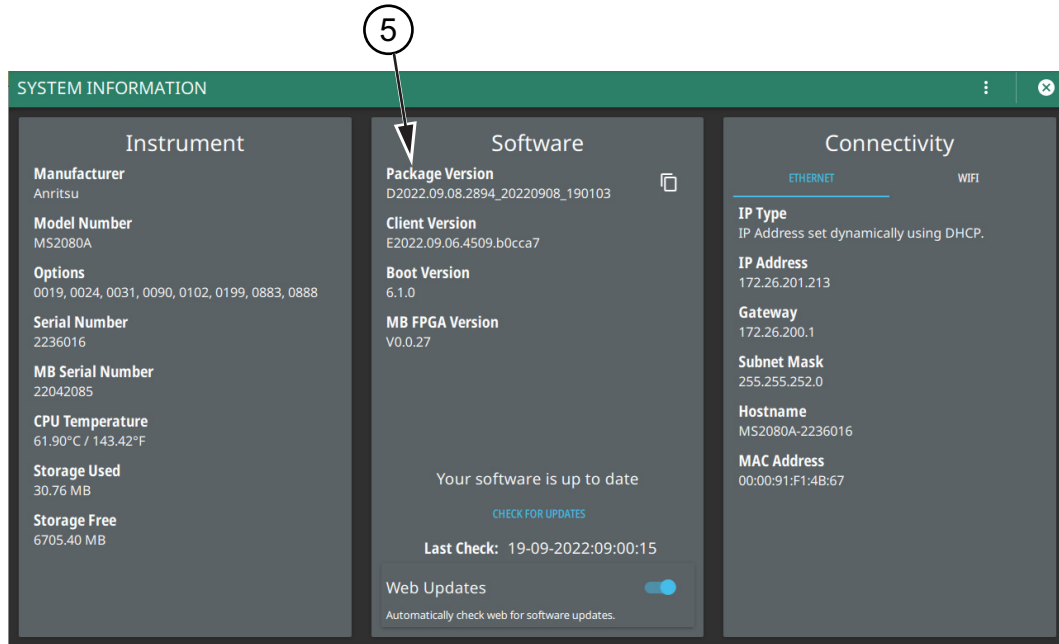 5
SYSTEM INFORMATION
Instrument
Manufacturer
Anritsu
Model Number
MS2080A
Options
0019, 0024, 0031, 0090, 0102, 0199, 0883, 0888
Serial Number
2236016
MB Serial Number
22042085
CPU Temperature
61.90°C / 143.42°F
Storage Used
30.76 MB
Storage Free
6705.40 MB
Software
Package Version
D2022.09.08.2894_20220908_190103
Client Version
E2022.09.06.4509.b0cca7
Boot Version
6.1.0
MB FPGA Version
V0.0.27
Your software is up to date
CHECK FOR UPDATES
Last Check: 19-09-2022:09:00:15
Web Updates
Automatically check web for software updates.
Connectivity
ETHERNET WIFI
IP Type
IP Address set dynamically using DHCP.
IP Address
172.26.201.213
Gateway
172.26.200.1
Subnet Mask
255.255.252.0
Hostname
MS2080A-2236016
MAC Address
00:00:91:F1:4B:67